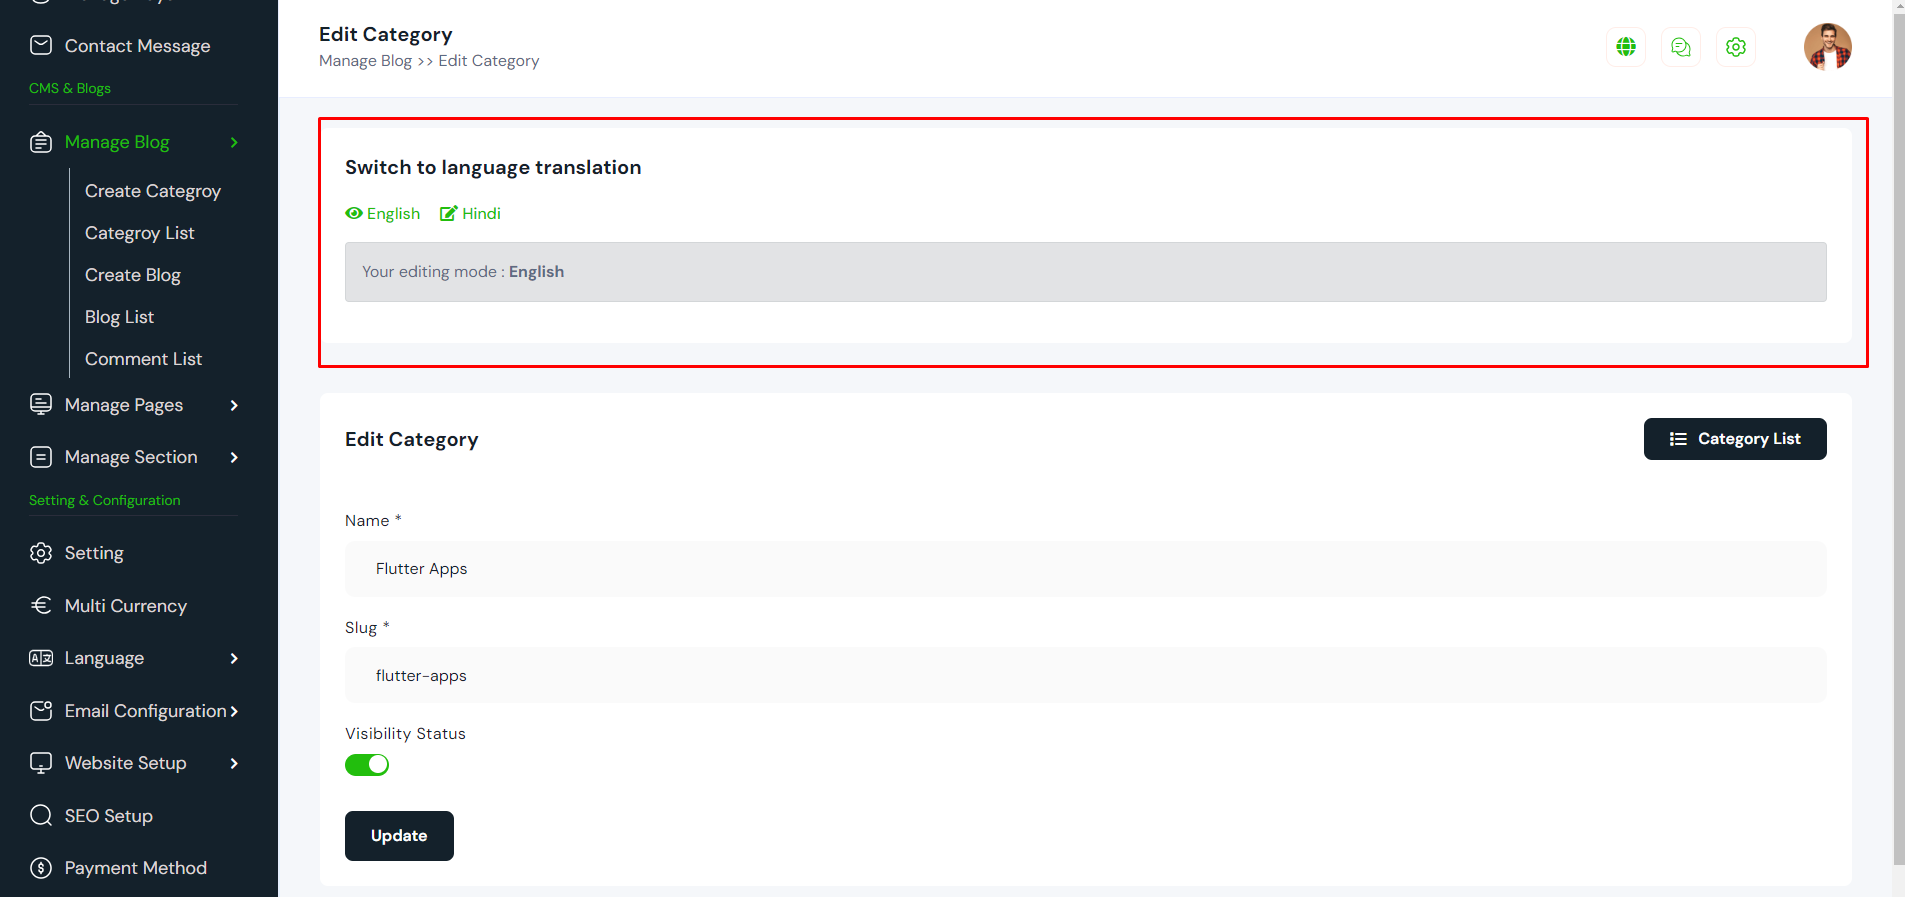 Contact Message
CMS & Blogs
Manage Blog
Create Categroy
Categroy List
Create Blog
Blog List
Comment List
Manage Pages
Manage Section
Setting & Configuration
Setting
Multi Currency
Language
Email Configuration
Website Setup
SEO Setup
Payment Method
Edit Category
Manage Blog >> Edit Category
Switch to language translation
English Hindi
Your editing mode : English
Edit Category
Category List
Name *
Flutter Apps
Slug *
flutter-apps
Visibility Status
Update